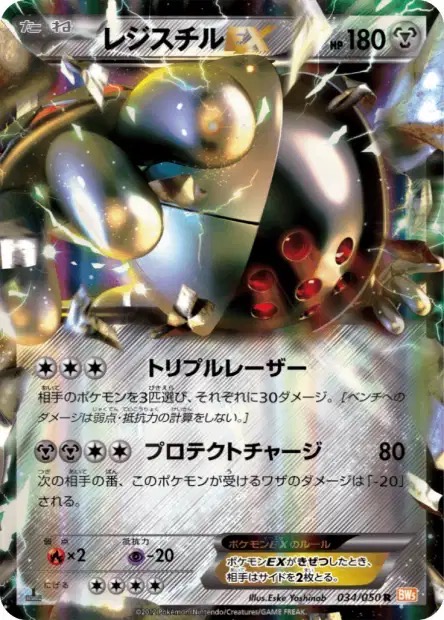 たね レジスチルEX HP180
トリプルレーザー
相手のポケモンを3匹選び、それぞれに30ダメージ。[ベンチへの
ダメージは弱点・抵抗力の計算をしない。]
プロテクトチャージ 80
次の相手の番、このポケモンが受けるワザのダメージは「-20」
される。
弱点 抵抗力
×2 -20
にげる
ポケモンEXのルール
ポケモンEXがきぜつしたとき、
相手はサイドを2枚とる。
Illus.Eske Yoshinob 034/050 R BW5
©2012 Pokémon/Nintendo/Creatures/GAME FREAK.